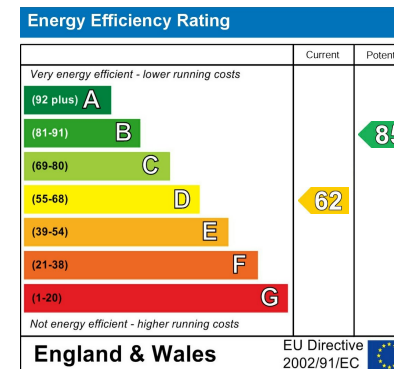 Energy Efficiency Rating
Current
Very energy efficient - lower running costs
(92 plus) A
(81-91) B
(69-80) C
(55-68) D
62
(39-54) E
(21-38) F
(1-20) G
Not energy efficient - higher running costs
England & Wales
EU Directive
2002/91/EC